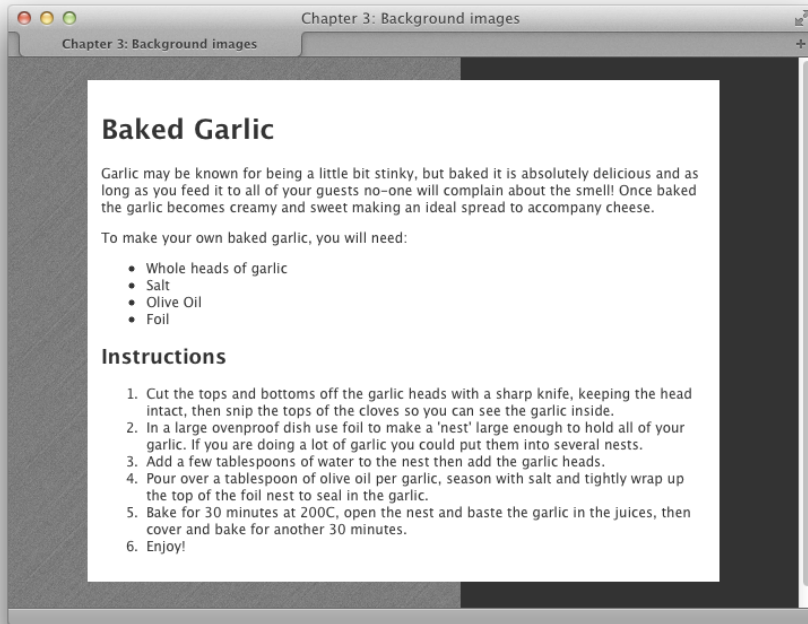 Chapter 3: Background images
Chapter 3: Background images
Baked Garlic
Garlic may be known for being a little bit stinky, but baked it is absolutely delicious and as
long as you feed it to all of your guests no-one will complain about the smell! Once baked
the garlic becomes creamy and sweet making an ideal spread to accompany cheese.
To make your own baked garlic, you will need:
• Whole heads of garlic
• Salt
• Olive Oil
• Foil
Instructions
1. Cut the tops and bottoms off the garlic heads with a sharp knife, keeping the head
intact, then snip the tops of the cloves so you can see the garlic inside.
2. In a large ovenproof dish use foil to make a 'nest' large enough to hold all of your
garlic. If you are doing a lot of garlic you could put them into several nests.
3. Add a few tablespoons of water to the nest then add the garlic heads.
4. Pour over a tablespoon of olive oil per garlic, season with salt and tightly wrap up
the top of the foil nest to seal in the garlic.
5. Bake for 30 minutes at 200C, open the nest and baste the garlic in the juices, then
cover and bake for another 30 minutes.
6. Enjoy!